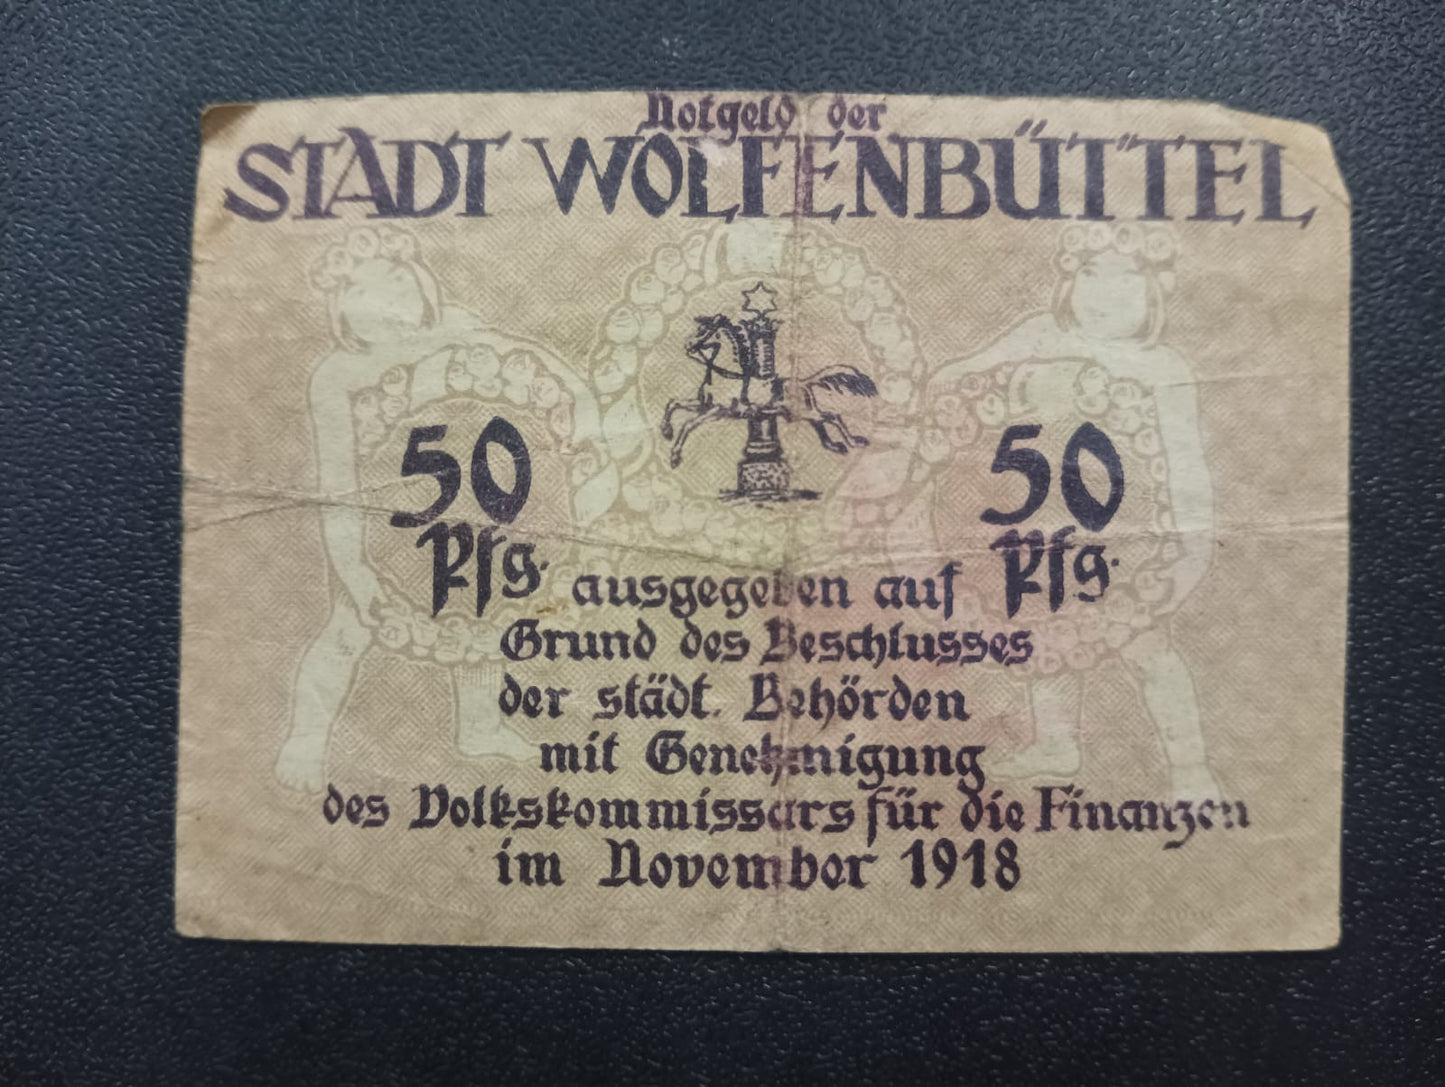 Notgeld der
STADT WOLFENBÜTTEL
50 50
Pfg. ausgegeben auf Pfg.
Grund des Beschlusses
der städt. Behörden
mit Genehmigung
des Volkskommissars für die Finanzen
im November 1918